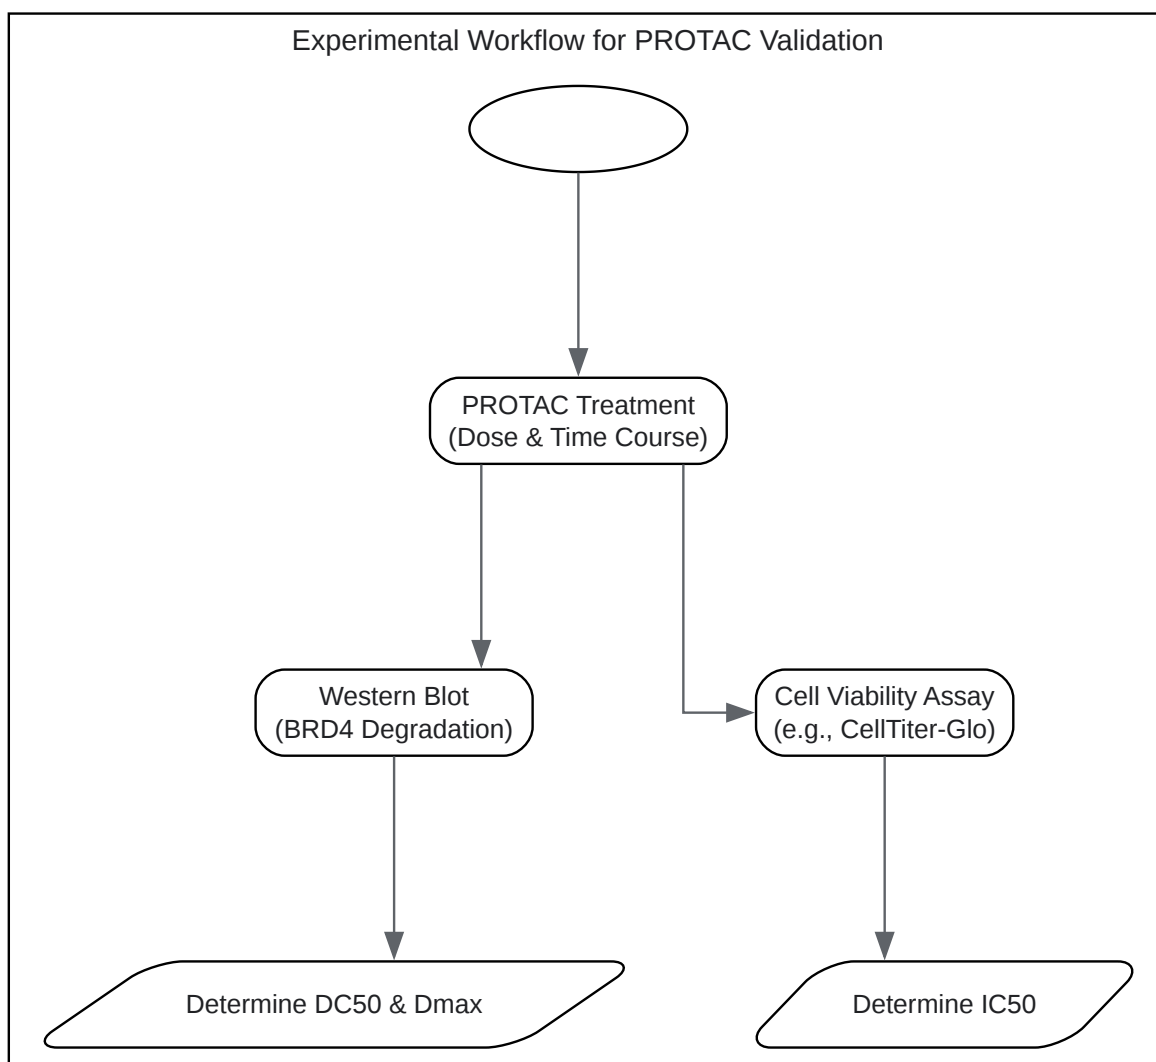 Experimental Workflow for PROTAC Validation
PROTAC Treatment
(Dose & Time Course)
Western Blot
(BRD4 Degradation)
Cell Viability Assay
(e.g., CellTiter-Glo)
Determine DC50 & Dmax
Determine IC50